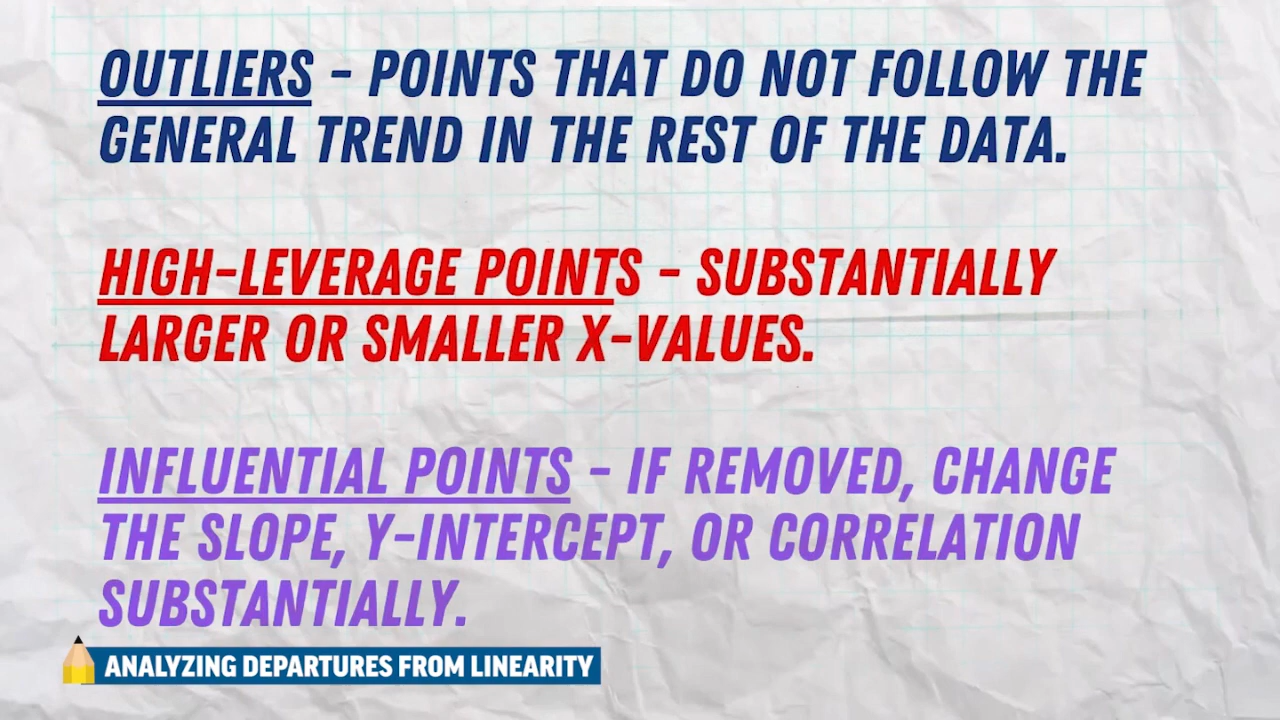 OUTLIERS - POINTS THAT DO NOT FOLLOW THE
GENERAL TREND IN THE REST OF THE DATA.
HIGH-LEVERAGE POINTS - SUBSTANTIALLY
LARGER OR SMALLER X-VALUES.
INFLUENTIAL POINTS - IF REMOVED, CHANGE
THE SLOPE, Y-INTERCEPT, OR CORRELATION
SUBSTANTIALLY.
ANALYZING DEPARTURES FROM LINEARITY